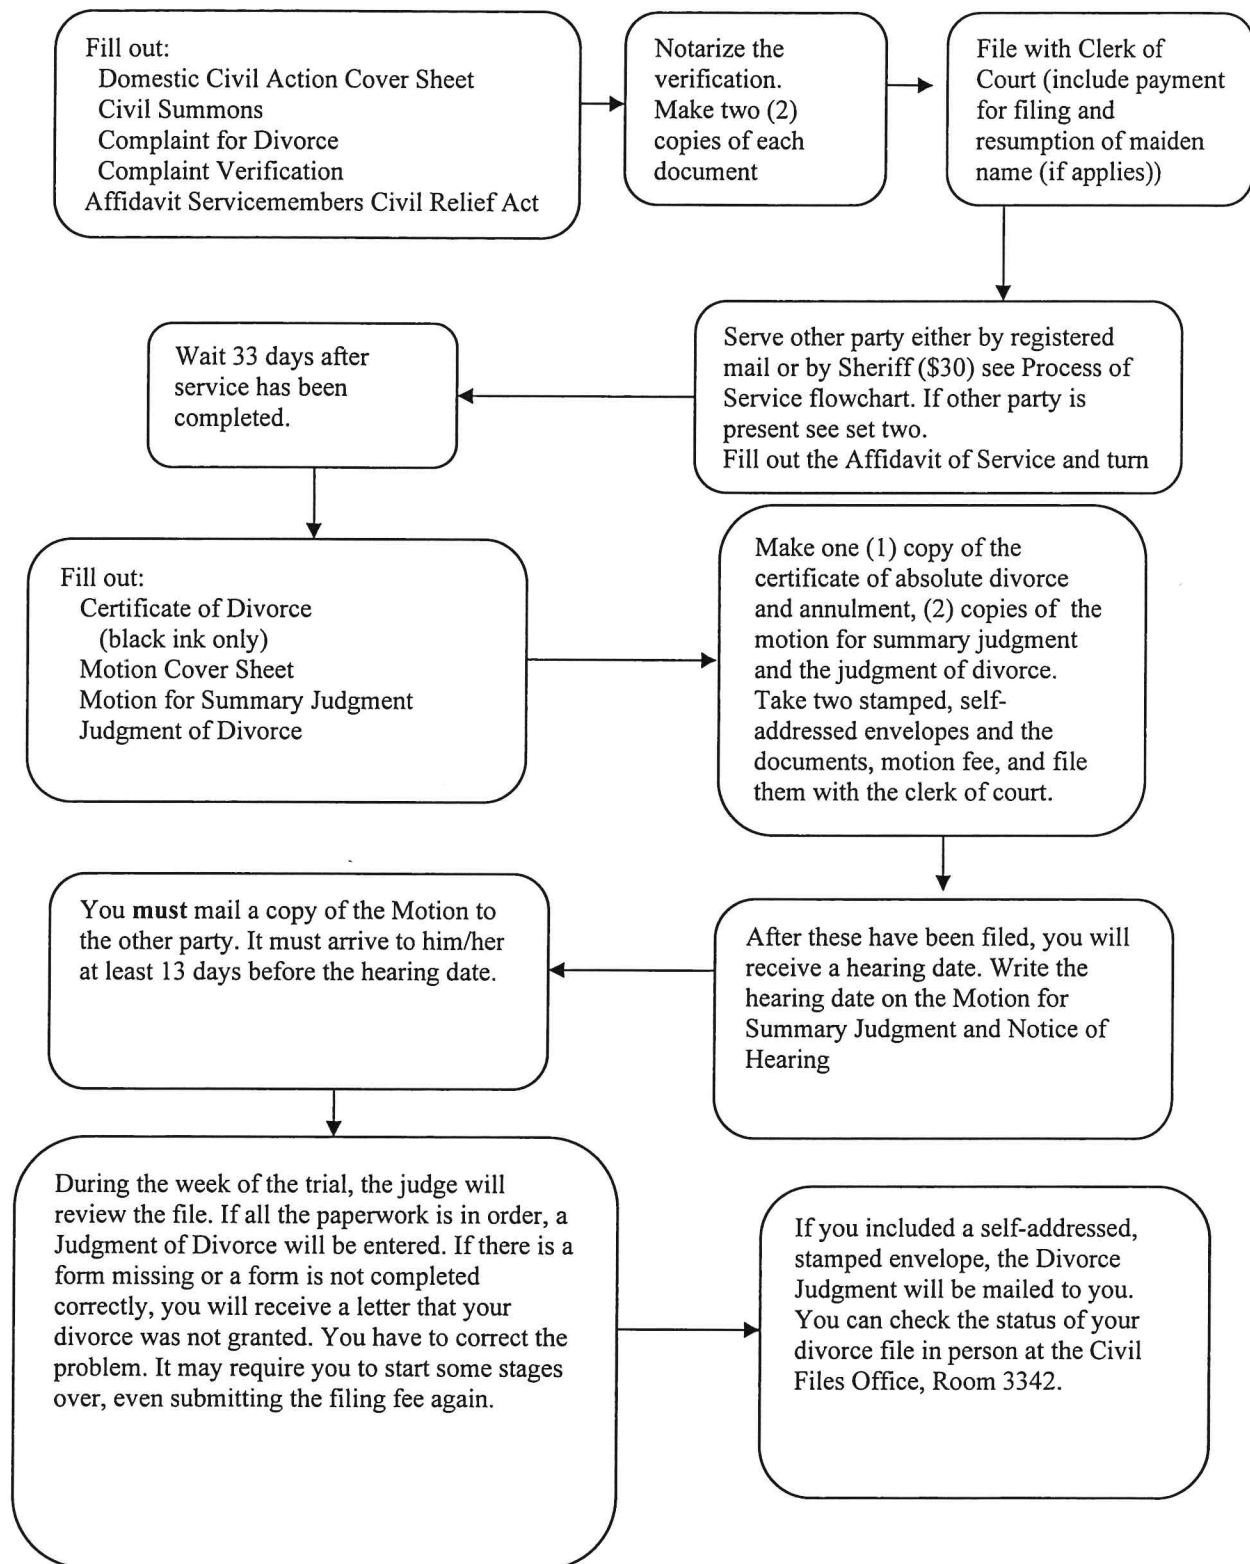 Fill out:
Domestic Civil Action Cover Sheet
Civil Summons
Complaint for Divorce
Complaint Verification
Affidavit Servicemembers Civil Relief Act
Notarize the
verification.
Make two (2)
copies of each
document
File with Clerk of
Court (include payment
for filing and
resumption of maiden
name (if applies))
Serve other party either by registered
mail or by Sheriff ($30) see Process of
Service flowchart. If other party is
present see set two.
Fill out the Affidavit of Service and turn
Wait 33 days after
service has been
completed.
Fill out:
Certificate of Divorce
(black ink only)
Motion Cover Sheet
Motion for Summary Judgment
Judgment of Divorce
Make one (1) copy of the
certificate of absolute divorce
and annulment, (2) copies of the
motion for summary judgment
and the judgment of divorce.
Take two stamped, self-
addressed envelopes and the
documents, motion fee, and file
them with the clerk of court.
After these have been filed, you will
receive a hearing date. Write the
hearing date on the Motion for
Summary Judgment and Notice of
Hearing
You must mail a copy of the Motion to
the other party. It must arrive to him/her
at least 13 days before the hearing date.
During the week of the trial, the judge will
review the file. If all the paperwork is in order, a
Judgment of Divorce will be entered. If there is a
form missing or a form is not completed
correctly, you will receive a letter that your
divorce was not granted. You have to correct the
problem. It may require you to start some stages
over, even submitting the filing fee again.
If you included a self-addressed,
stamped envelope, the Divorce
Judgment will be mailed to you.
You can check the status of your
divorce file in person at the Civil
Files Office, Room 3342.